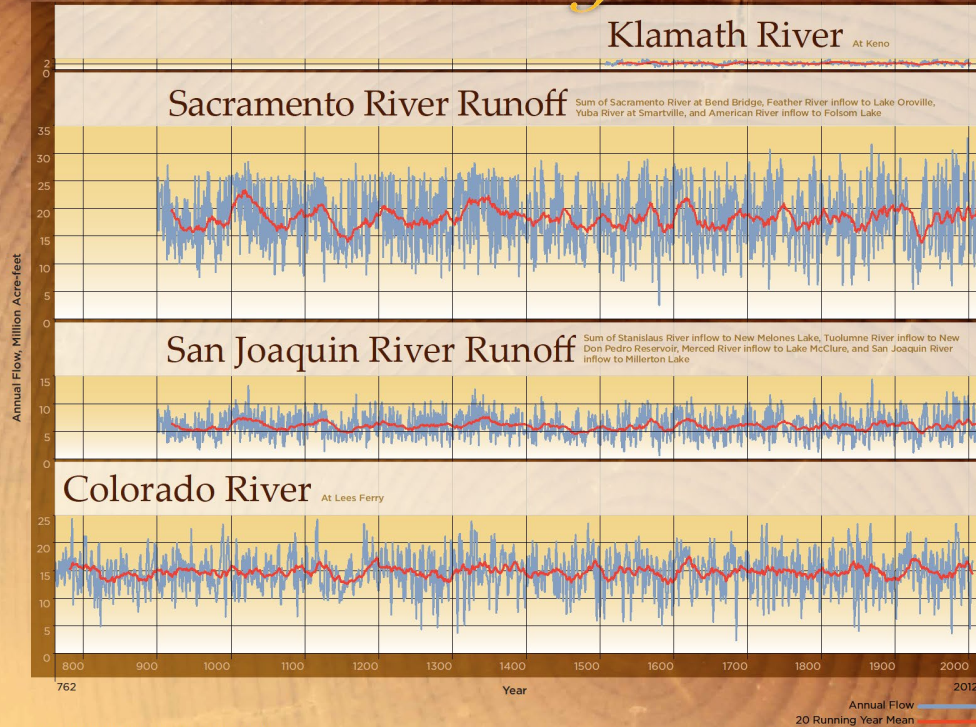 Klamath River At Keno
2
0
Sacramento River Runoff
Sum of Sacramento River at Bend Bridge, Feather River inflow to Lake Oroville,
Yuba River at Smartville, and American River inflow to Folsom Lake
35
30
25
20
15
10
5
0
Annual Flow, Million Acre-feet
San Joaquin River Runoff
Sum of Stanislaus River inflow to New Melones Lake, Tuolumne River inflow to New
Don Pedro Reservoir, Merced River inflow to Lake McClure, and San Joaquin River
inflow to Millerton Lake
15
10
5
0
Colorado River At Lees Ferry
25
20
15
10
5
0
800 900 1000 1100 1200 1300 1400 1500 1600 1700 1800 1900 2000
762 2012
Year
Annual Flow
20 Running Year Mean